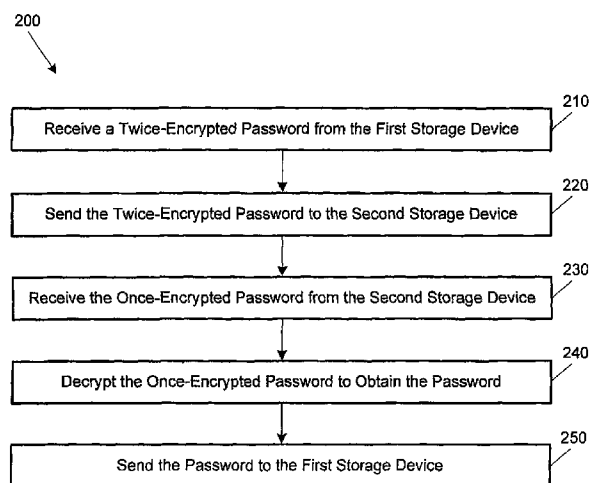 200
210
Receive a Twice-Encrypted Password from the First Storage Device
220
Send the Twice-Encrypted Password to the Second Storage Device
230
Receive the Once-Encrypted Password from the Second Storage Device
240
Decrypt the Once-Encrypted Password to Obtain the Password
250
Send the Password to the First Storage Device